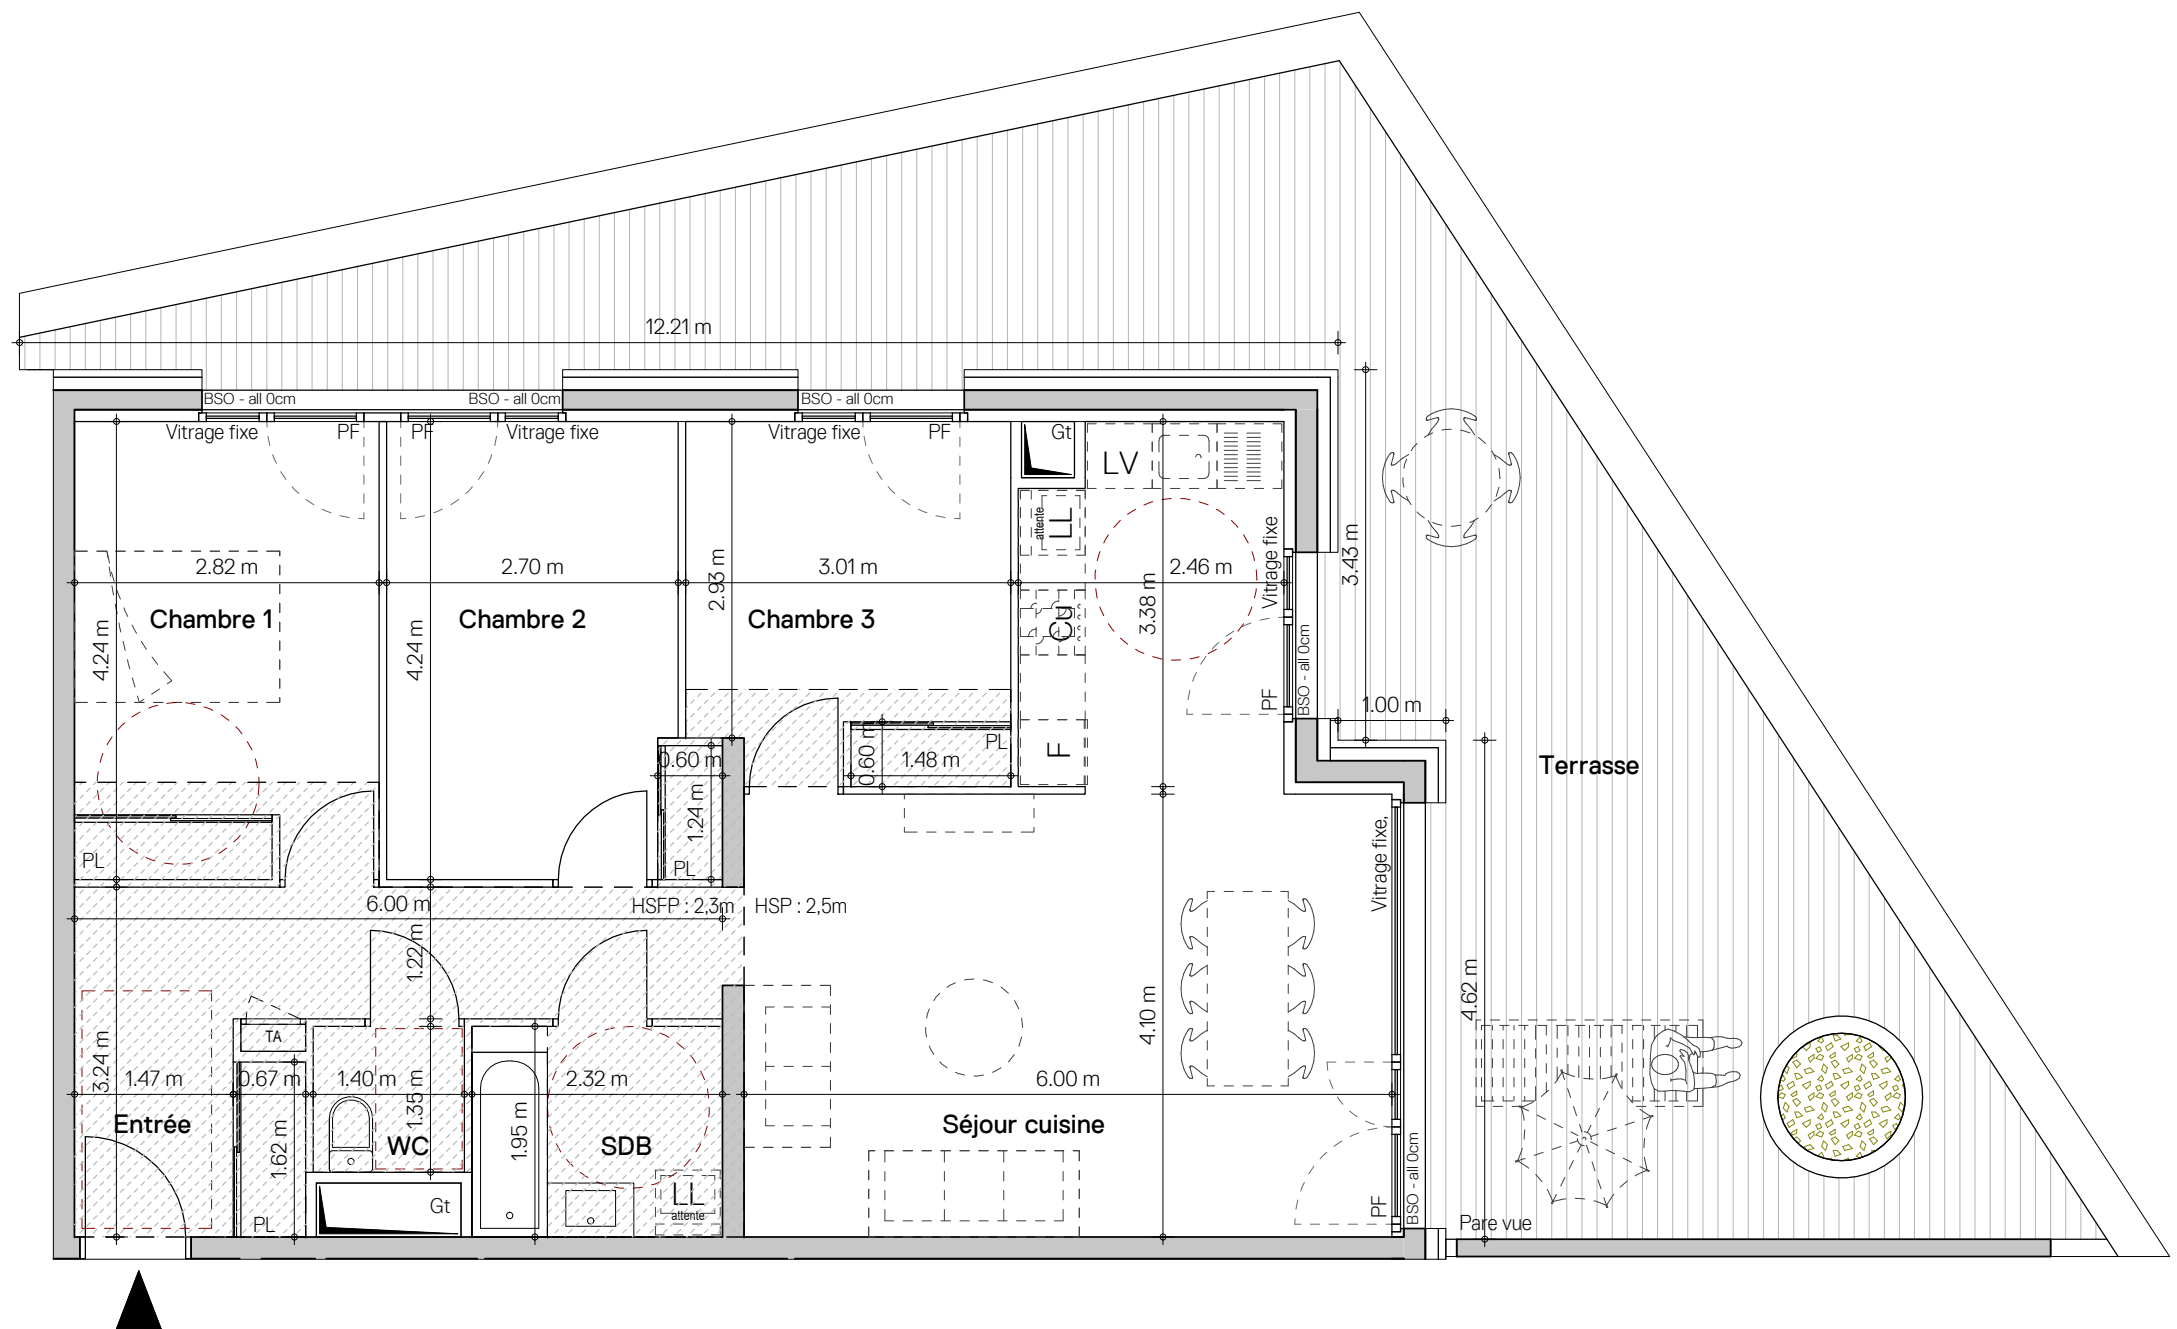 12.21 m
BSO - all 0cm
BSO - all 0cm
BSO - all 0cm
Vitrage fixe
PF
PF
Vitrage fixe
Vitrage fixe
PF
Gt
LV
LL
attente
Vitrage fixe
3.43 m
2.82 m
2.70 m
2.93 m
3.01 m
2.46 m
3.38 m
Chambre 1
Chambre 2
Chambre 3
Cu
4.24 m
4.24 m
BSO - all 0cm
PF
1.00 m
0.60 m
0.60 m
1.48 m
PL
F
Terrasse
1.24 m
PL
PL
Vitrage fixe,
6.00 m
HSFP : 2,3m
HSP : 2,5m
1.22 m
4.62 m
4.10 m
TA
3.24 m
1.47 m
0.67 m
1.40 m
1.35 m
2.32 m
6.00 m
Entrée
1.62 m
WC
1.95 m
SDB
Séjour cuisine
BSO - all 0cm
PF
LL
attente
Gt
PL
Pare vue